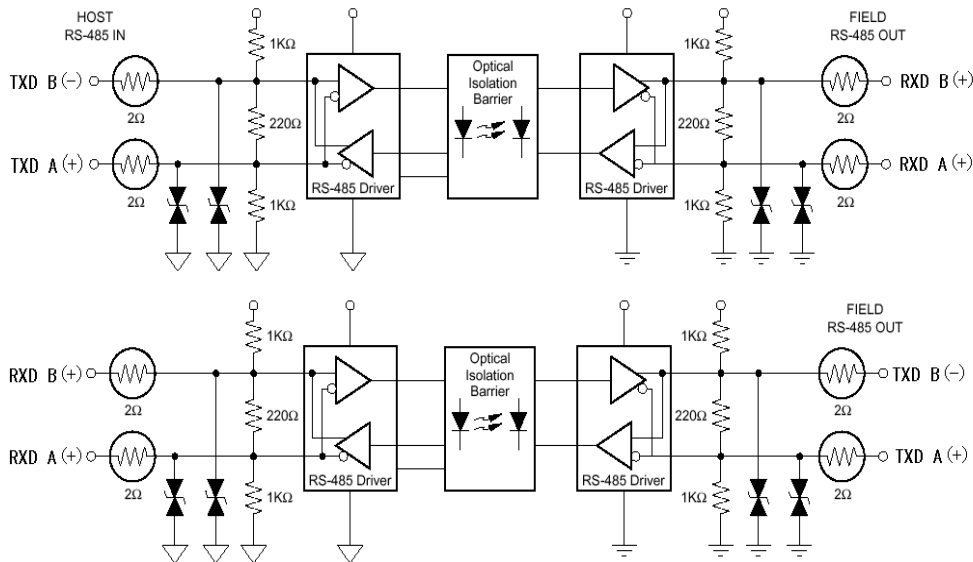 HOST
RS-485 IN
FIELD
RS-485 OUT
1KΩ
1KΩ
Optical
Isolation
Barrier
TXD B(-)
RXD B(+)
2Ω
2Ω
220Ω
220Ω
TXD A(+)
RXD A(+)
2Ω
2Ω
RS-485 Driver
RS-485 Driver
1KΩ
1KΩ
FIELD
RS-485 OUT
1KΩ
1KΩ
Optical
Isolation
Barrier
RXD B(+)
TXD B(-)
2Ω
2Ω
220Ω
220Ω
RXD A(+)
TXD A(+)
2Ω
2Ω
RS-485 Driver
RS-485 Driver
1KΩ
1KΩ